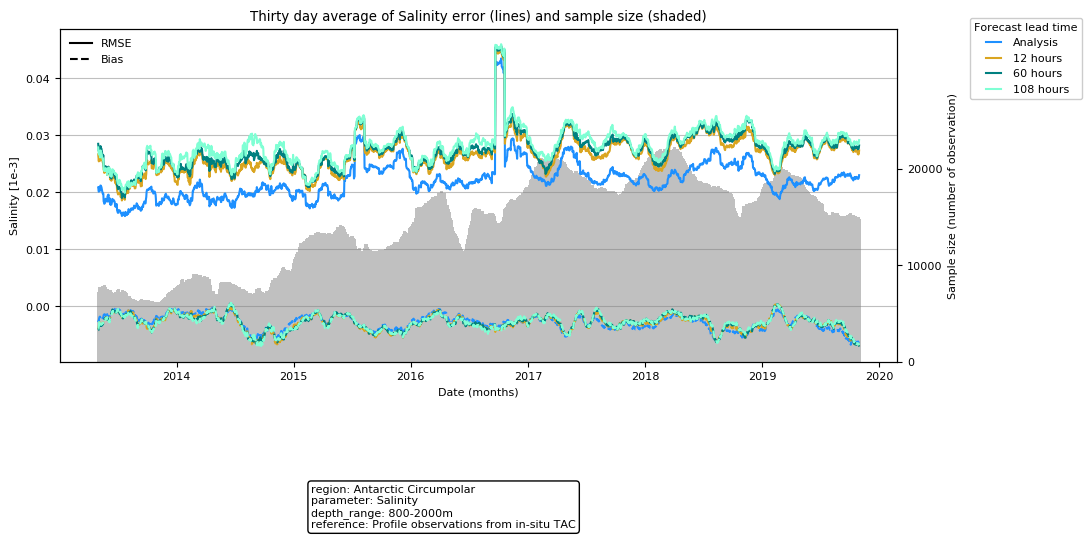 Thirty day average of Salinity error (lines) and sample size (shaded)
RMSE
Bias
Forecast lead time
Analysis
12 hours
60 hours
108 hours
Salinity [1e-3]
0.04
0.03
0.02
0.01
0.00
20000
10000
0
Sample size (number of observation)
2014
2015
2016
2017
2018
2019
2020
Date (months)
region: Antarctic Circumpolar
parameter: Salinity
depth_range: 800-2000m
reference: Profile observations from in-situ TAC